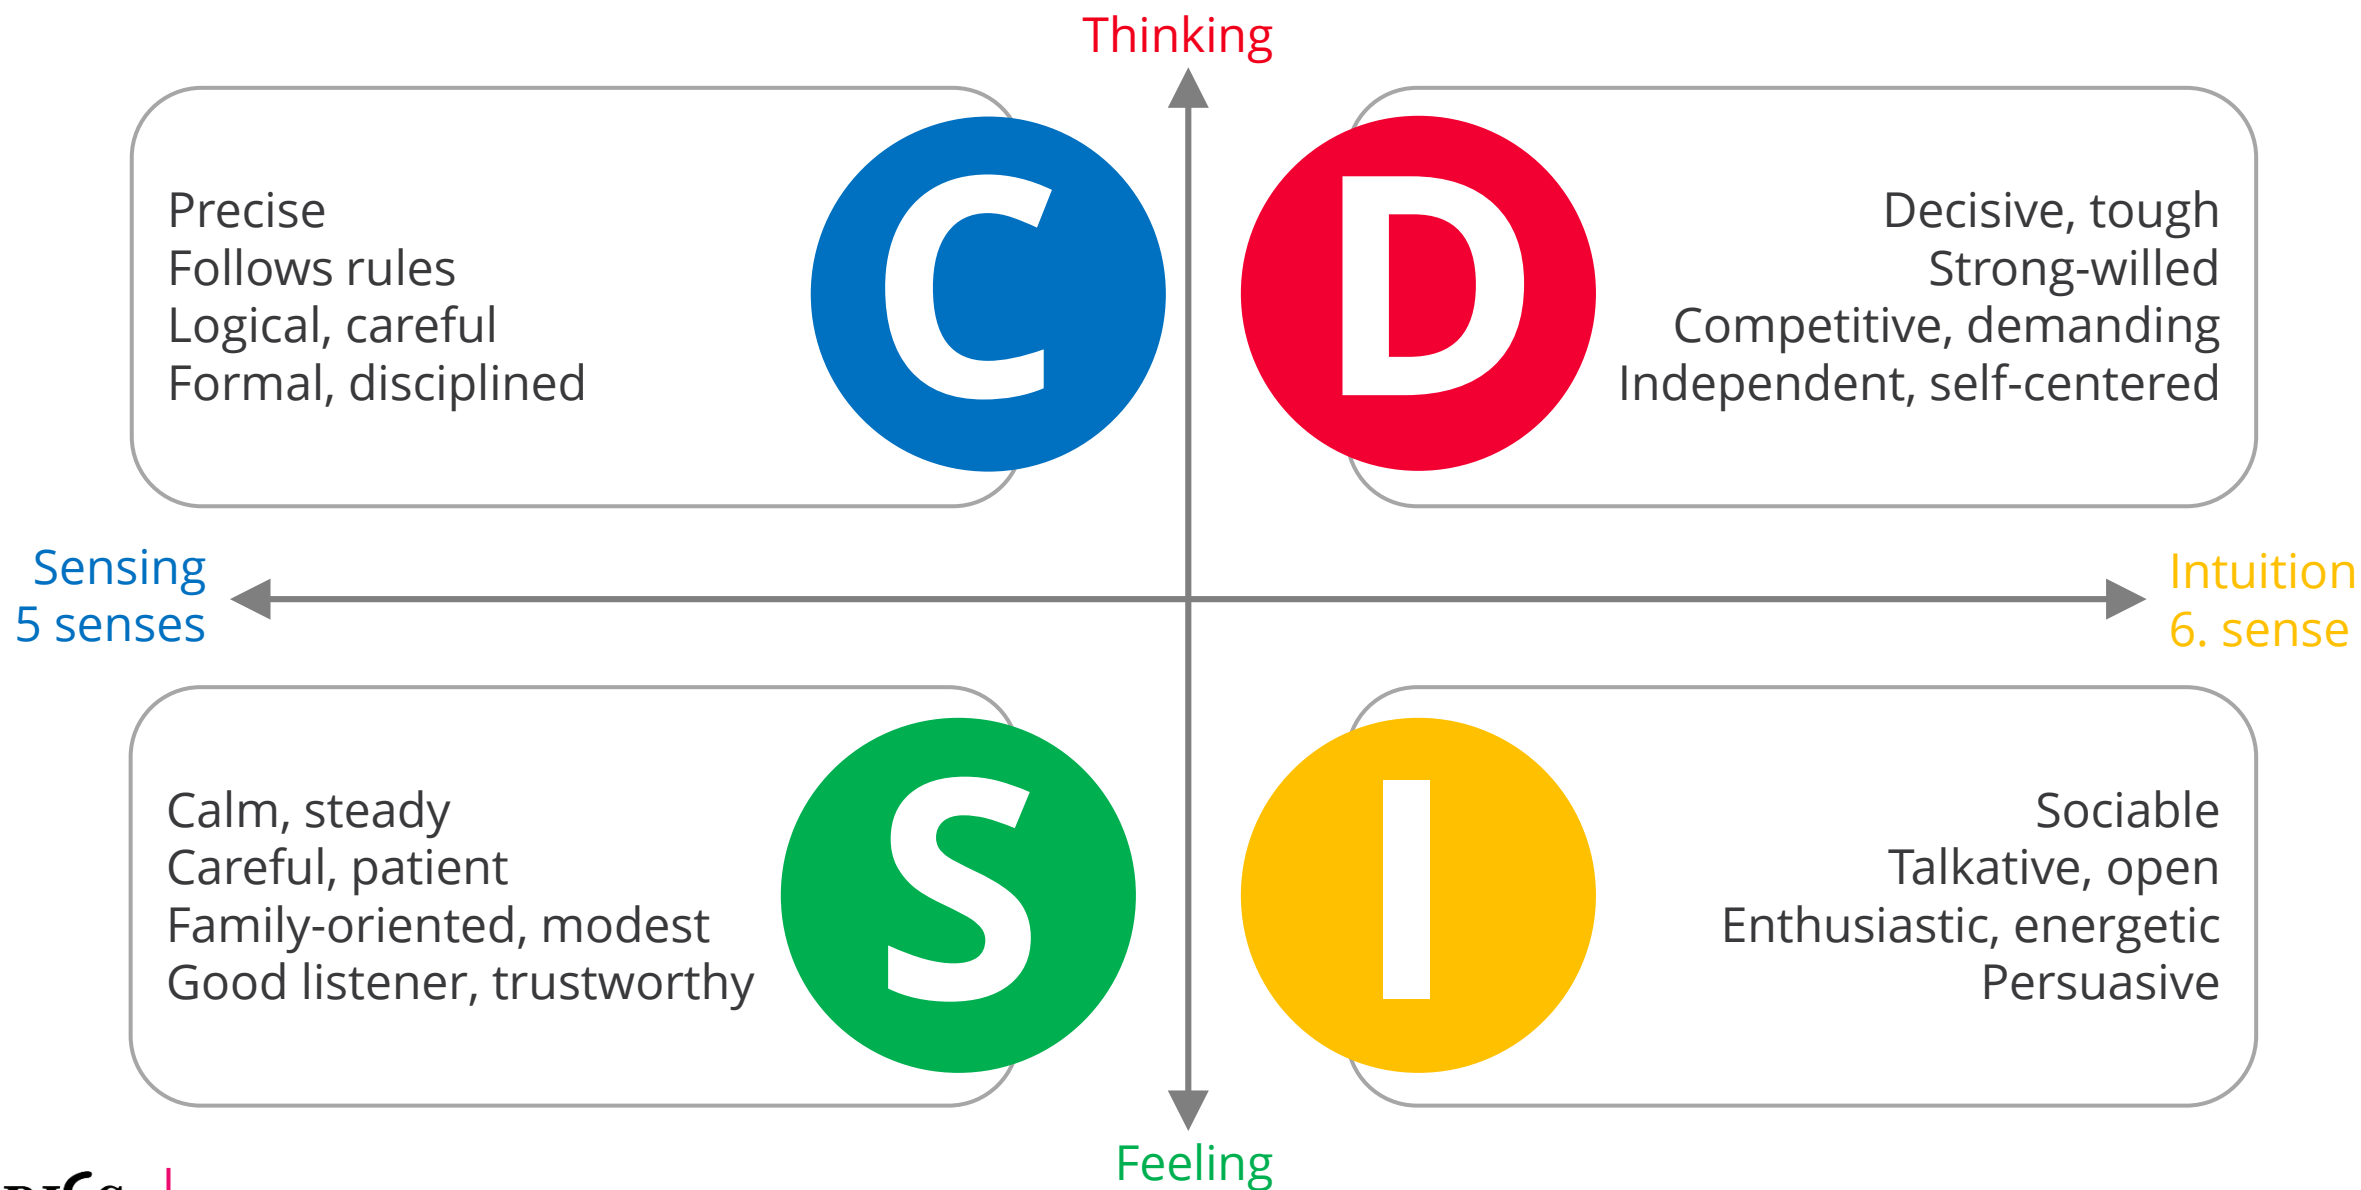 Thinking
Precise
Follows rules
Logical, careful
Formal, disciplined
C
D
Decisive, tough
Strong-willed
Competitive, demanding
Independent, self-centered
Sensing
5 senses
Intuition
6. sense
Calm, steady
Careful, patient
Family-oriented, modest
Good listener, trustworthy
S
I
Sociable
Talkative, open
Enthusiastic, energetic
Persuasive
Feeling